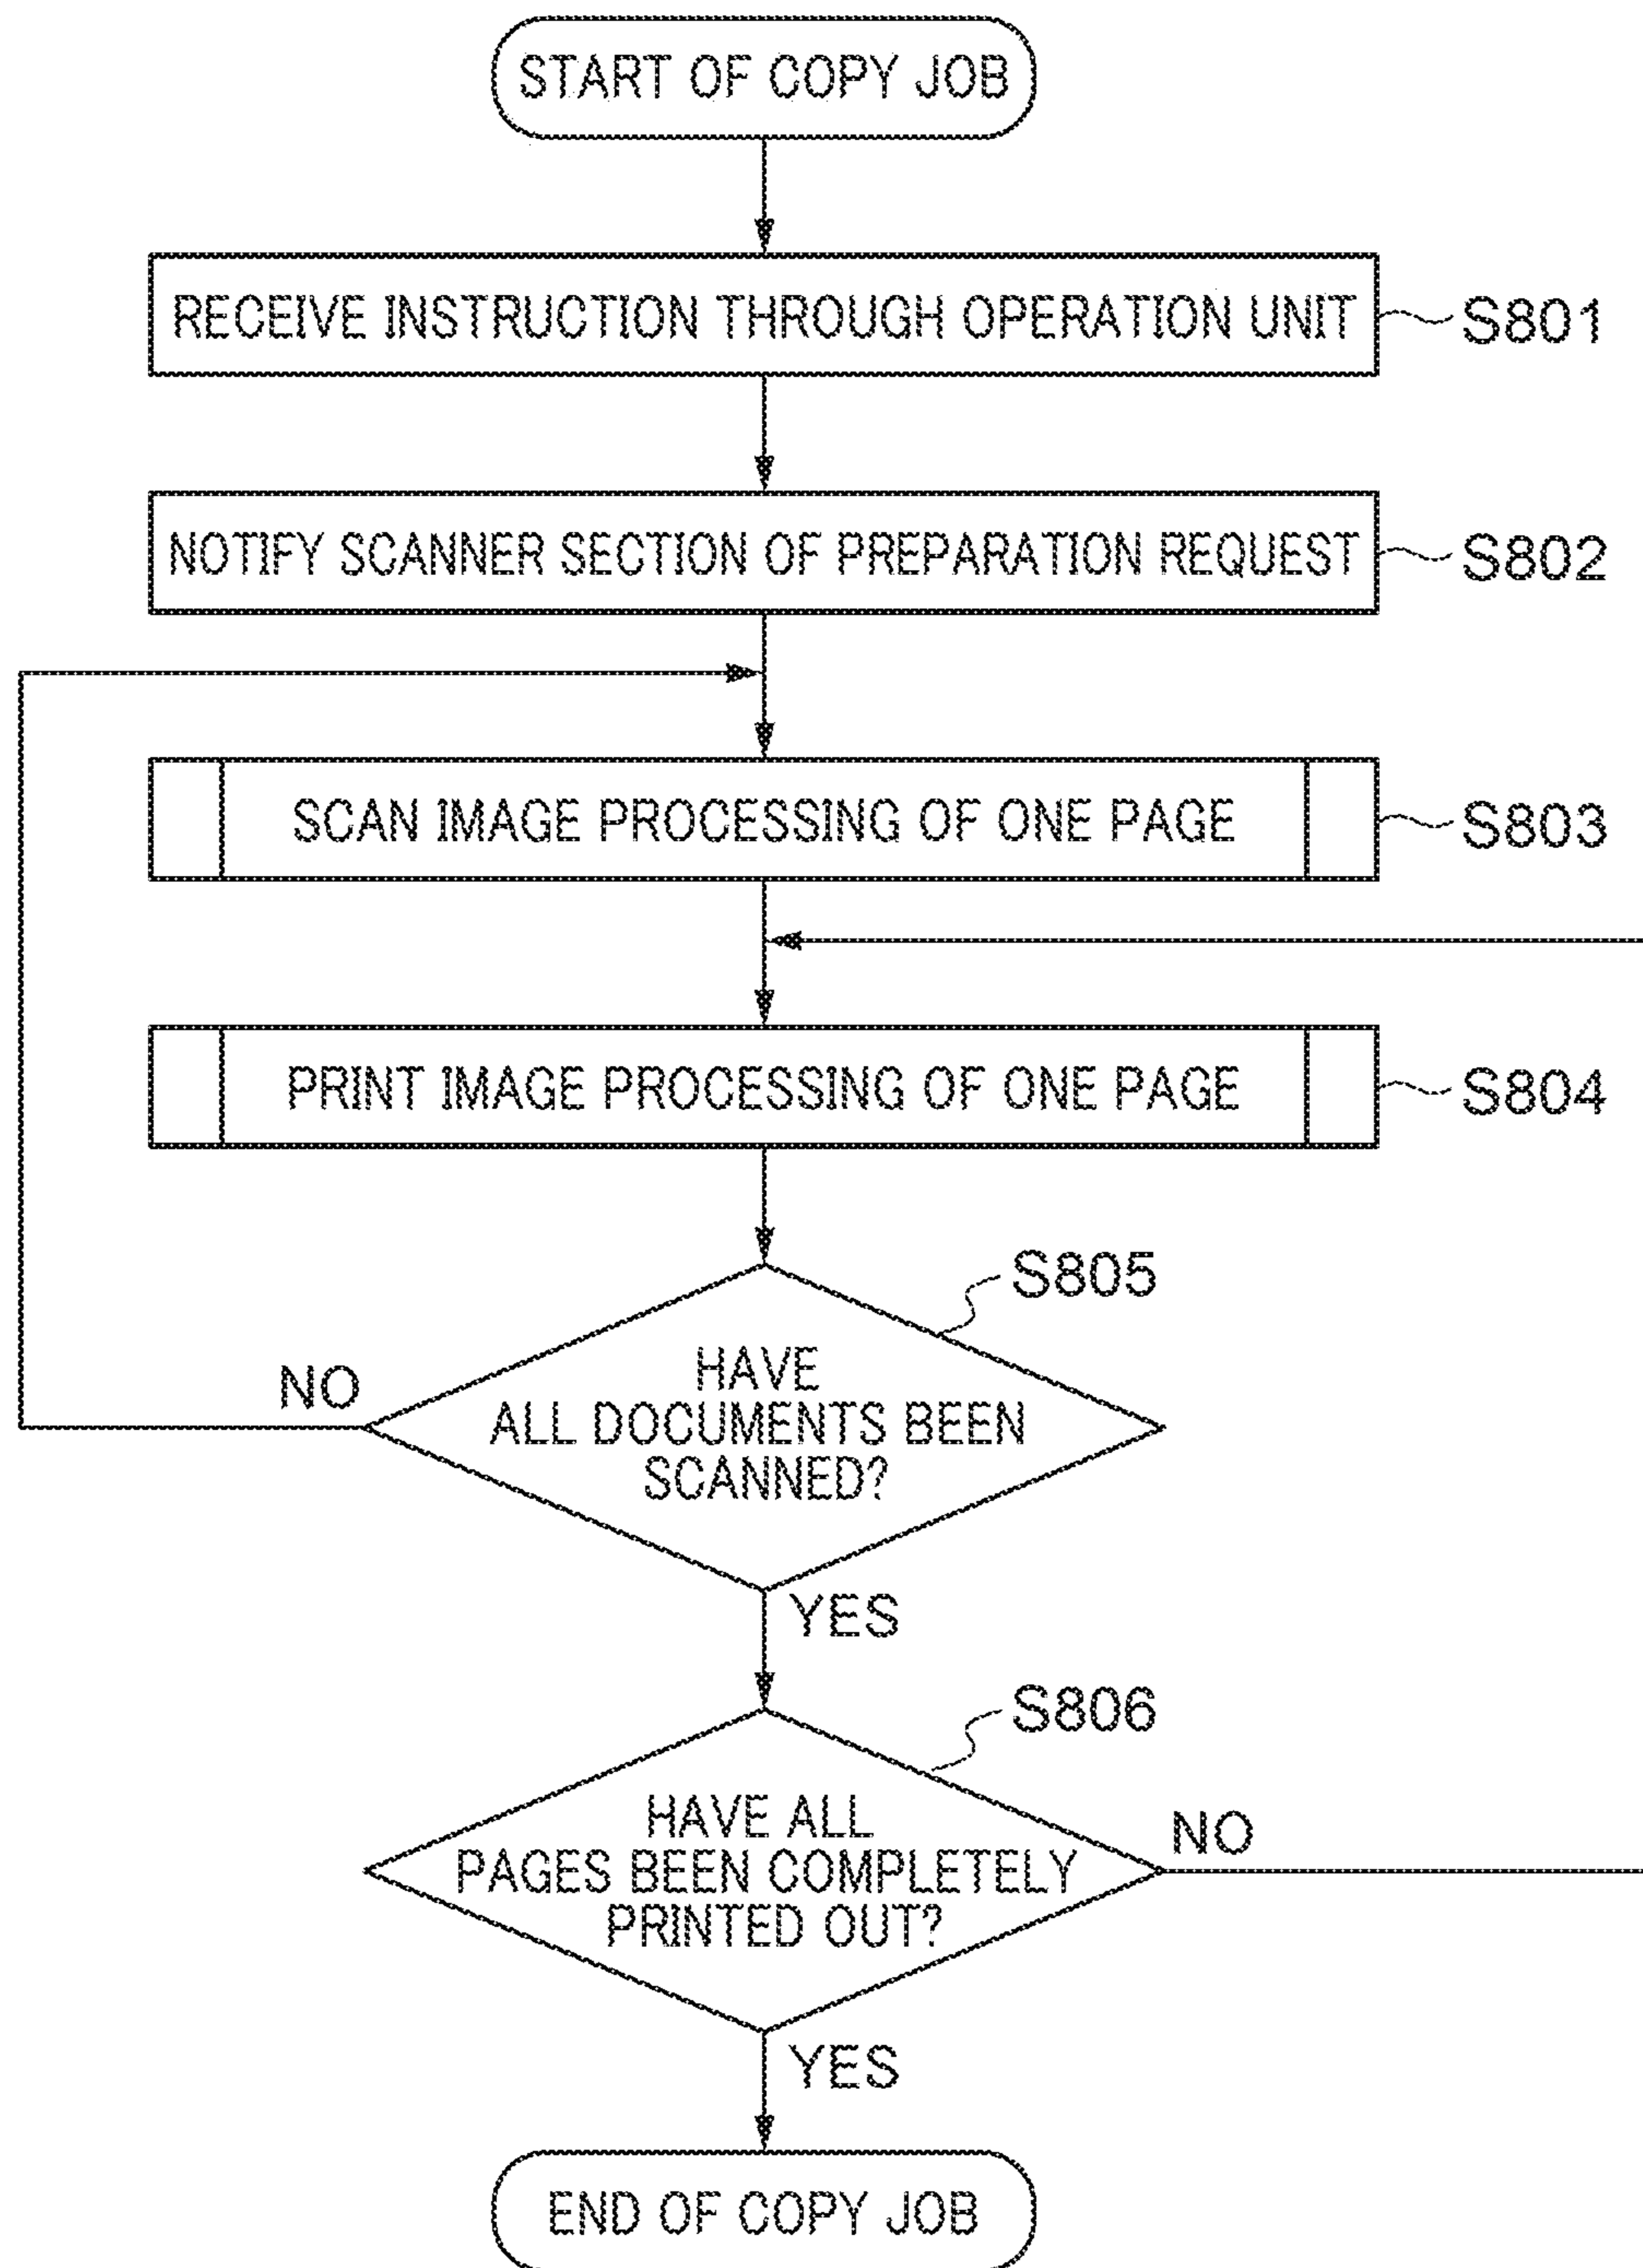 START OF COPY JOB
RECEIVE INSTRUCTION THROUGH OPERATION UNIT
S801
NOTIFY SCANNER SECTION OF PREPARATION REQUEST
S802
SCAN IMAGE PROCESSING OF ONE PAGE
S803
PRINT IMAGE PROCESSING OF ONE PAGE
S804
S805
NO
HAVE
ALL DOCUMENTS BEEN
SCANNED?
YES
S806
HAVE ALL
PAGES BEEN COMPLETELY
PRINTED OUT?
NO
YES
END OF COPY JOB